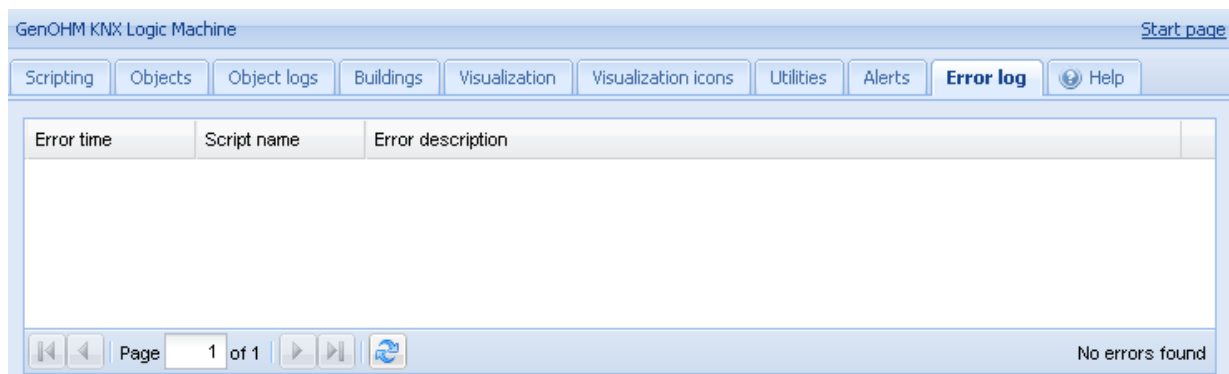 GenOHM KNX Logic Machine Start page
Scripting Objects Object logs Buildings Visualization Visualization icons Utilities Alerts Error log Help
Error time Script name Error description
Page 1 of 1 No errors found